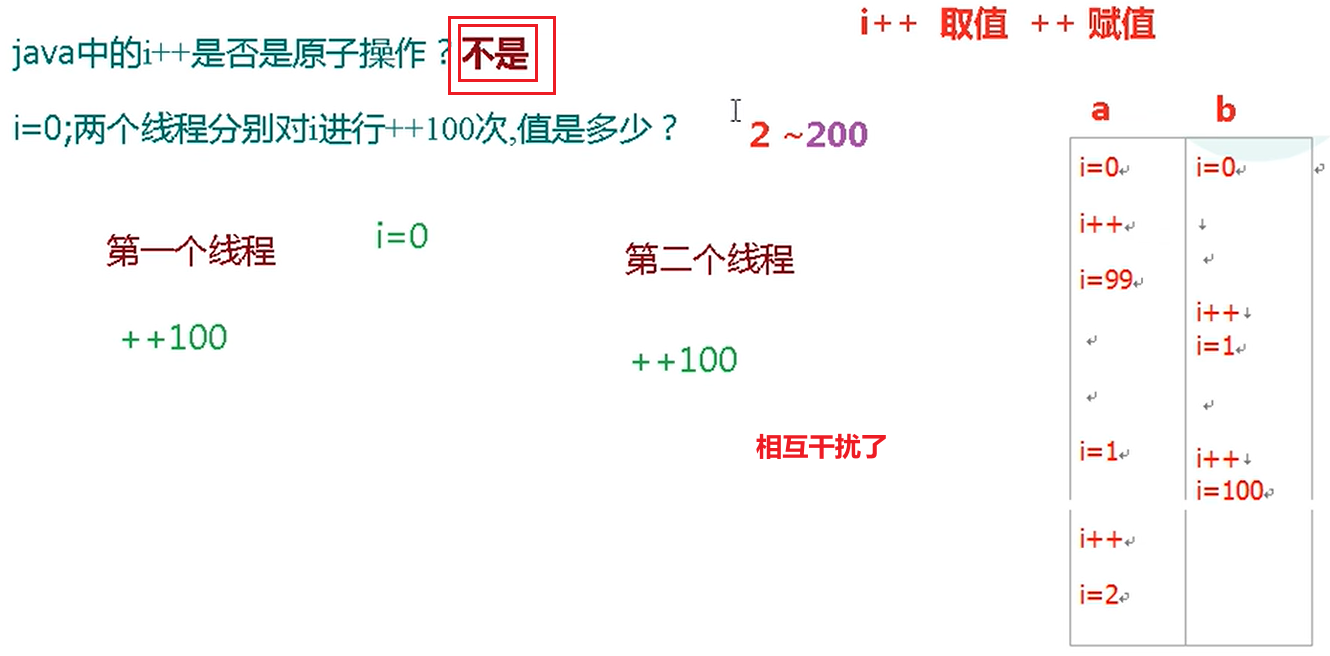 i++ 取值 ++ 赋值
java中的i++是否是原子操作？不是
i=0;两个线程分别对i进行++100次,值是多少？ 2 ~200
第一个线程 i=0 第二个线程
++100 ++100
相互干扰了
a b
i=0 i=0
i++
i=99
i++
i=1
i=1 i++
i=100
i++
i=2